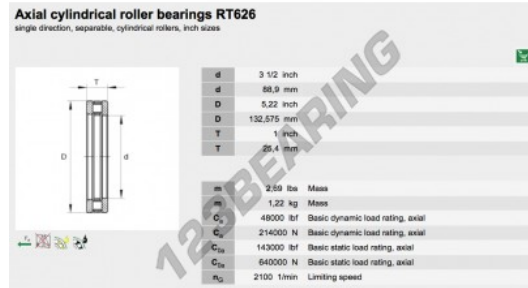 Axial cylindrical roller bearings RT626
single direction, separable, cylindrical rollers, inch sizes
T
D
d
d 3 1/2 inch
d 88,9 mm
D 5,22 inch
D 132,575 mm
T 1 inch
T 25,4 mm
m 2,69 lbs Mass
m 1,22 kg Mass
Ca 48000 lbf Basic dynamic load rating, axial
Ca 214000 N Basic dynamic load rating, axial
C0a 143000 lbf Basic static load rating, axial
C0a 640000 N Basic static load rating, axial
nG 2100 1/min Limiting speed
123BEARING